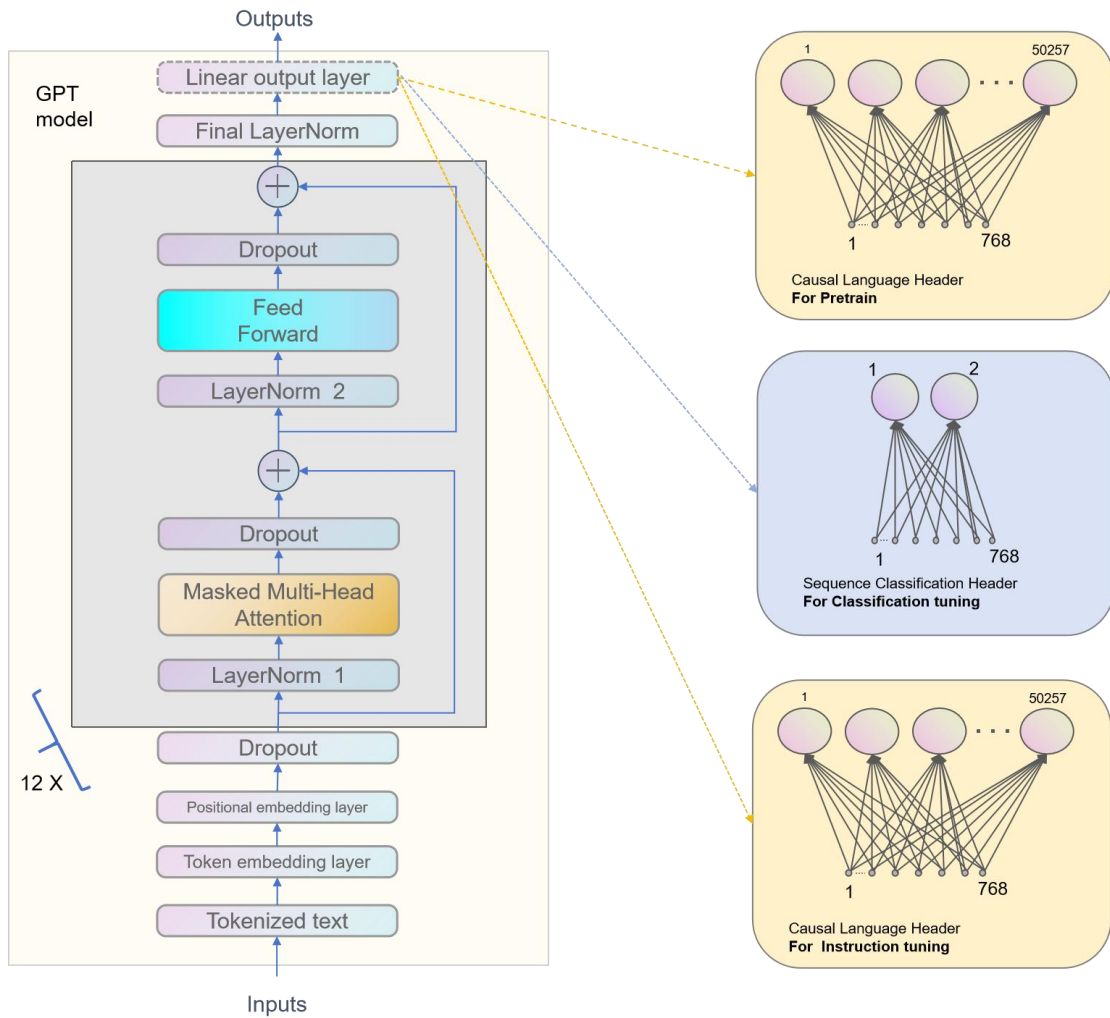 Outputs
Linear output layer
GPT
model
Final LayerNorm
Dropout
Feed
Forward
LayerNorm 2
Dropout
Masked Multi-Head
Attention
LayerNorm 1
Dropout
12 X
Positional embedding layer
Token embedding layer
Tokenized text
Inputs
1
50257
. . .
1
768
Causal Language Header
For Pretrain
1
2
1
768
Sequence Classification Header
For Classification tuning
1
50257
. . .
1
768
Causal Language Header
For Instruction tuning